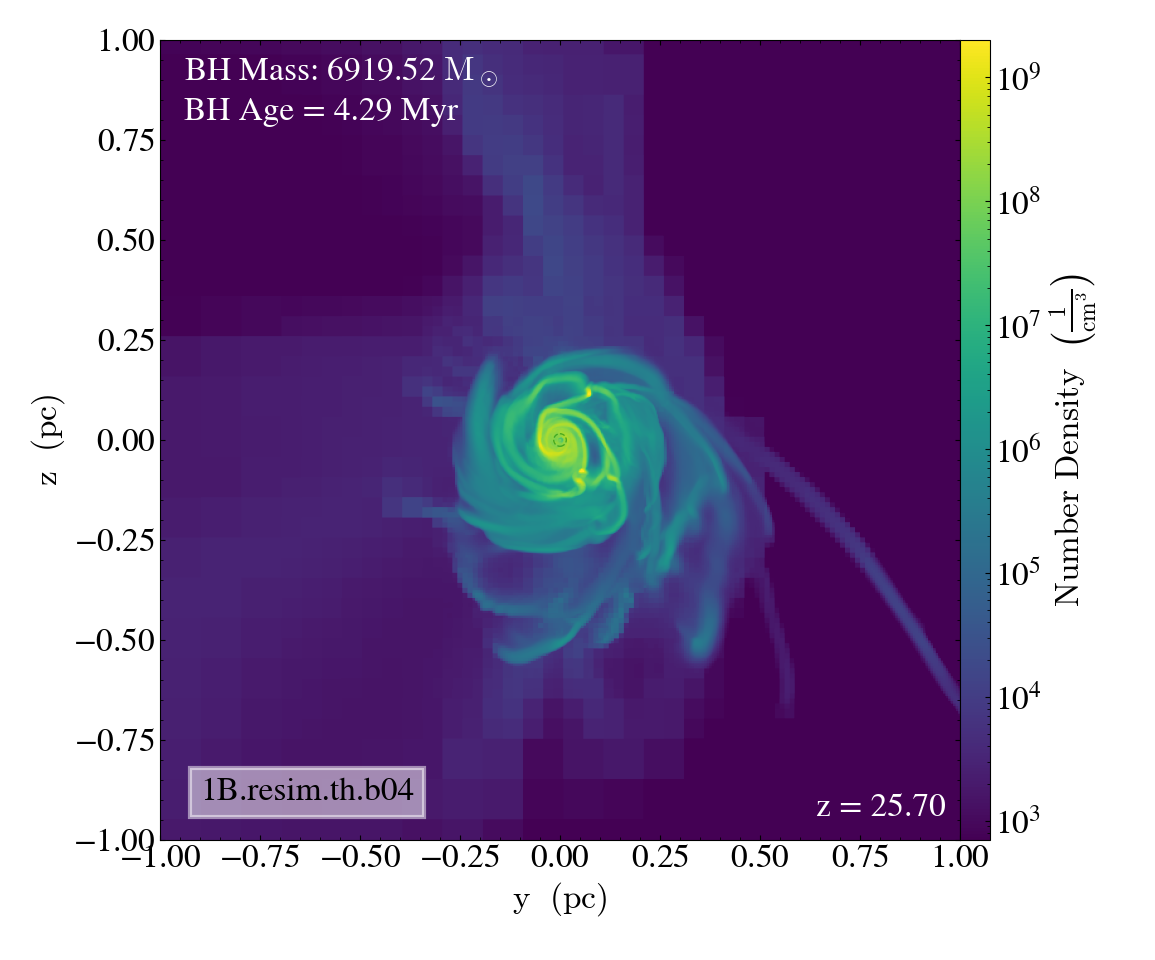 BH Mass: 6919.52 M⊙
BH Age = 4.29 Myr
1.00
0.75
0.50
0.25
0.00
−0.25
−0.50
−0.75
−1.00
z (pc)
1B.resim.th.b04
z = 25.70
−1.00 −0.75 −0.50 −0.25 0.00 0.25 0.50 0.75 1.00
y (pc)
10⁹
10⁸
10⁷
10⁶
10⁵
10⁴
10³
Number Density (1/cm³)